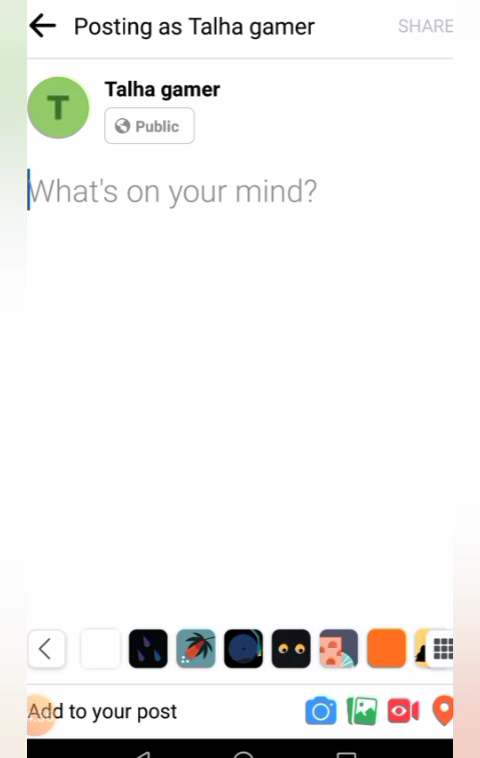 Posting as Talha gamer SHARE
T
Talha gamer
Public
What's on your mind?
Add to your post